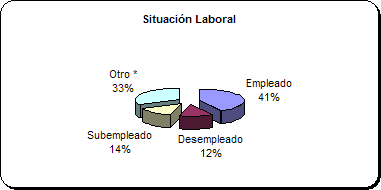 Situación Laboral
Otro *
33%
Empleado
41%
Subempleado
14%
Desempleado
12%